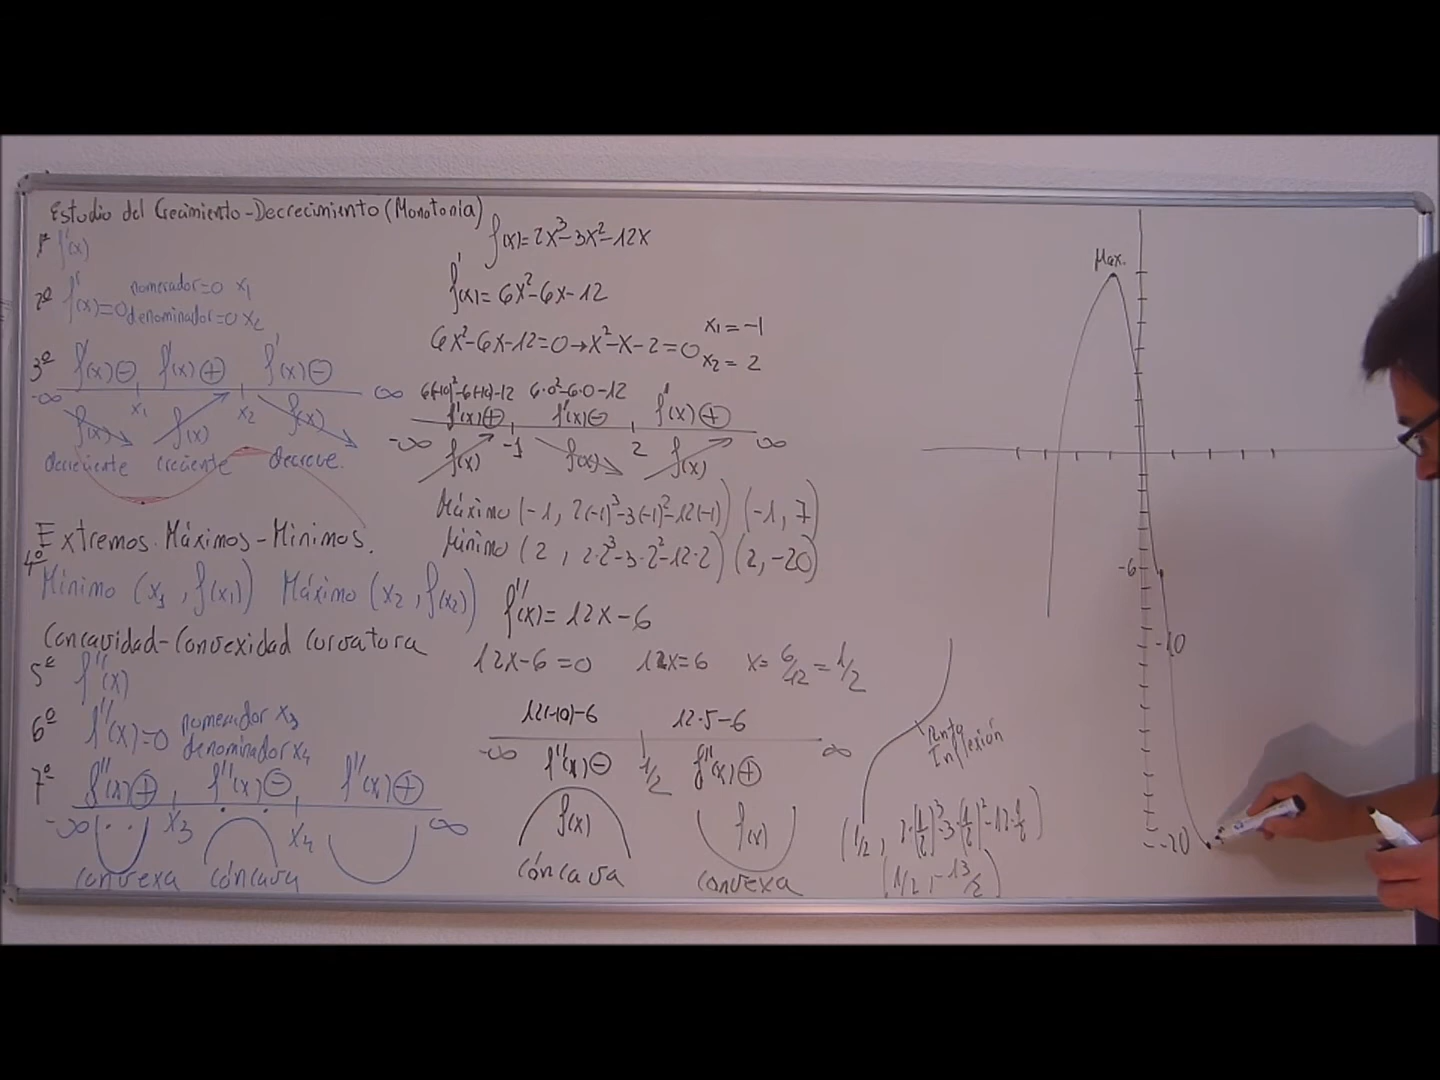 Estudio del Crecimiento-Decrecimiento (Monotonía)
1º f'(x)
2º f'(x)=0 numerador=0 x1
denominador=0 x2
3º f'(x)⊖ f'(x)⊕ f'(x)⊖
-∞ x1 x2 ∞
f(x) f(x) f(x)
decreciente creciente decrece.
Extremos. Máximos-Mínimos.
4º
Mínimo (x1, f(x1)) Máximo (x2, f(x2))
Concavidad-Convexidad Curvatura
5º f''(x)
6º f''(x)=0 numerador x3
denominador x4
7º f''(x)⊕ f''(x)⊖ f''(x)⊕
-∞ x3 x4 ∞
convexa cóncava
f(x)=2x³-3x²-12x
f'(x)=6x²-6x-12
6x²-6x-12=0→x²-x-2=0 x1=-1
x2=2
6(-10)²-6(-10)-12 6·0²-6·0-12
f'(x)⊕ f'(x)⊖ f'(x)⊕
-∞ -1 2 ∞
f(x) f(x) f(x)
Máximo (-1, 2(-1)³-3(-1)²-12(-1)) (-1, 7)
Mínimo (2, 2·2³-3·2²-12·2) (2, -20)
f''(x)=12x-6
12x-6=0 12x=6 x=6/12=1/2
12(-10)-6 12·5-6
-∞ 1/2 ∞
f''(x)⊖ f''(x)⊕
f(x) f(x)
cóncava convexa
Punto
Inflexión
(1/2, 2·(1/2)³-3·(1/2)²-12·1/2)
(1/2, -13/2)
Max.
-6
-10
-20